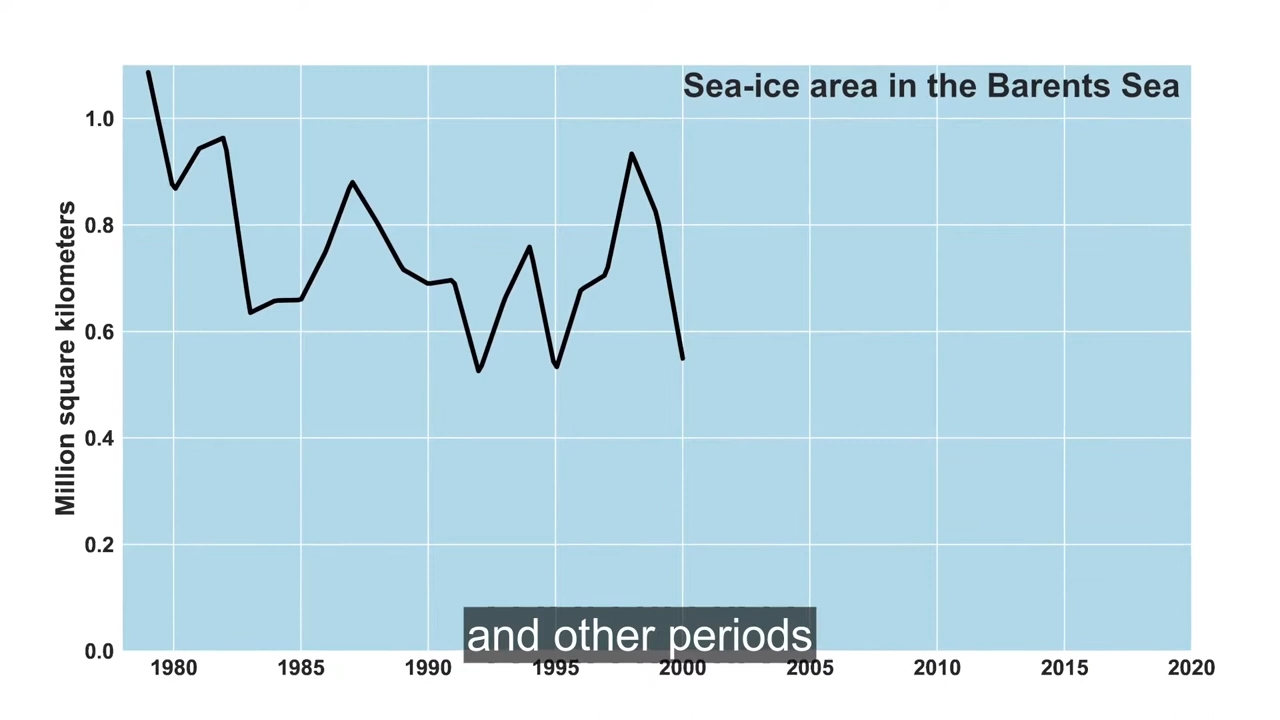 Sea-ice area in the Barents Sea
Million square kilometers
1.0
0.8
0.6
0.4
0.2
0.0
and other periods
1980 1985 1990 1995 2000 2005 2010 2015 2020